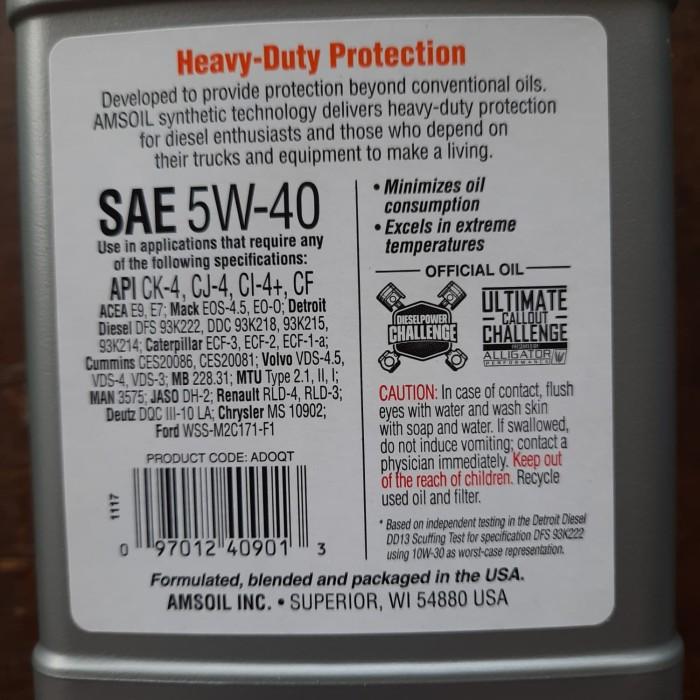 Heavy-Duty Protection
Developed to provide protection beyond conventional oils.
AMSOIL synthetic technology delivers heavy-duty protection
for diesel enthusiasts and those who depend on
their trucks and equipment to make a living.
SAE 5W-40
Use in applications that require any
of the following specifications:
API CK-4, CJ-4, CI-4+, CF
ACEA E9, E7; Mack EOS-4.5, EO-O; Detroit
Diesel DFS 93K222, DDC 93K218, 93K215,
93K214; Caterpillar ECF-3, ECF-2, ECF-1-a;
Cummins CES20086, CES20081; Volvo VDS-4.5,
VDS-4, VDS-3; MB 228.31; MTU Type 2.1, II, I;
MAN 3575; JASO DH-2; Renault RLD-4, RLD-3;
Deutz DQC III-10 LA; Chrysler MS 10902;
Ford WSS-M2C171-F1
PRODUCT CODE: ADOQT
1117
0 97012 40901 3
• Minimizes oil
consumption
• Excels in extreme
temperatures
OFFICIAL OIL
DIESELPOWER
CHALLENGE
ULTIMATE
CALLOUT
CHALLENGE
PRESENTED BY
ALLIGATOR
PERFORMANCE
CAUTION: In case of contact, flush
eyes with water and wash skin
with soap and water. If swallowed,
do not induce vomiting; contact a
physician immediately. Keep out
of the reach of children. Recycle
used oil and filter.
* Based on independent testing in the Detroit Diesel
DD13 Scuffing Test for specification DFS 93K222
using 10W-30 as worst-case representation.
Formulated, blended and packaged in the USA.
AMSOIL INC. • SUPERIOR, WI 54880 USA